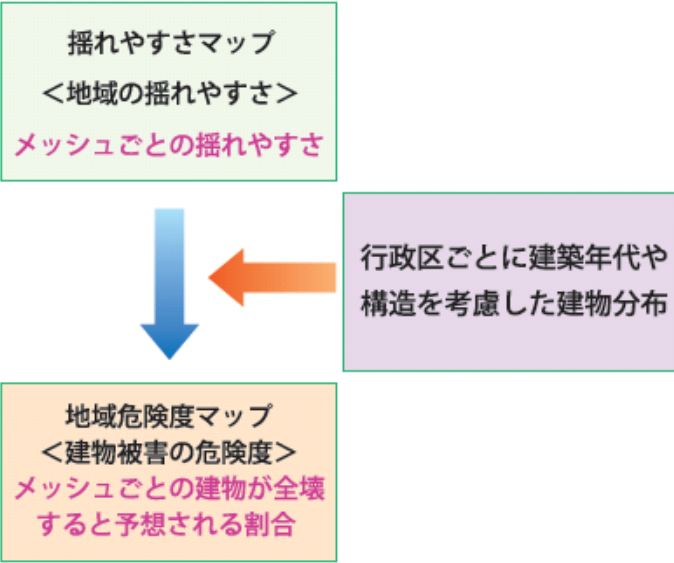 揺れやすさマップ
＜地域の揺れやすさ＞
メッシュごとの揺れやすさ
行政区ごとに建築年代や
構造を考慮した建物分布
地域危険度マップ
＜建物被害の危険度＞
メッシュごとの建物が全壊
すると予想される割合